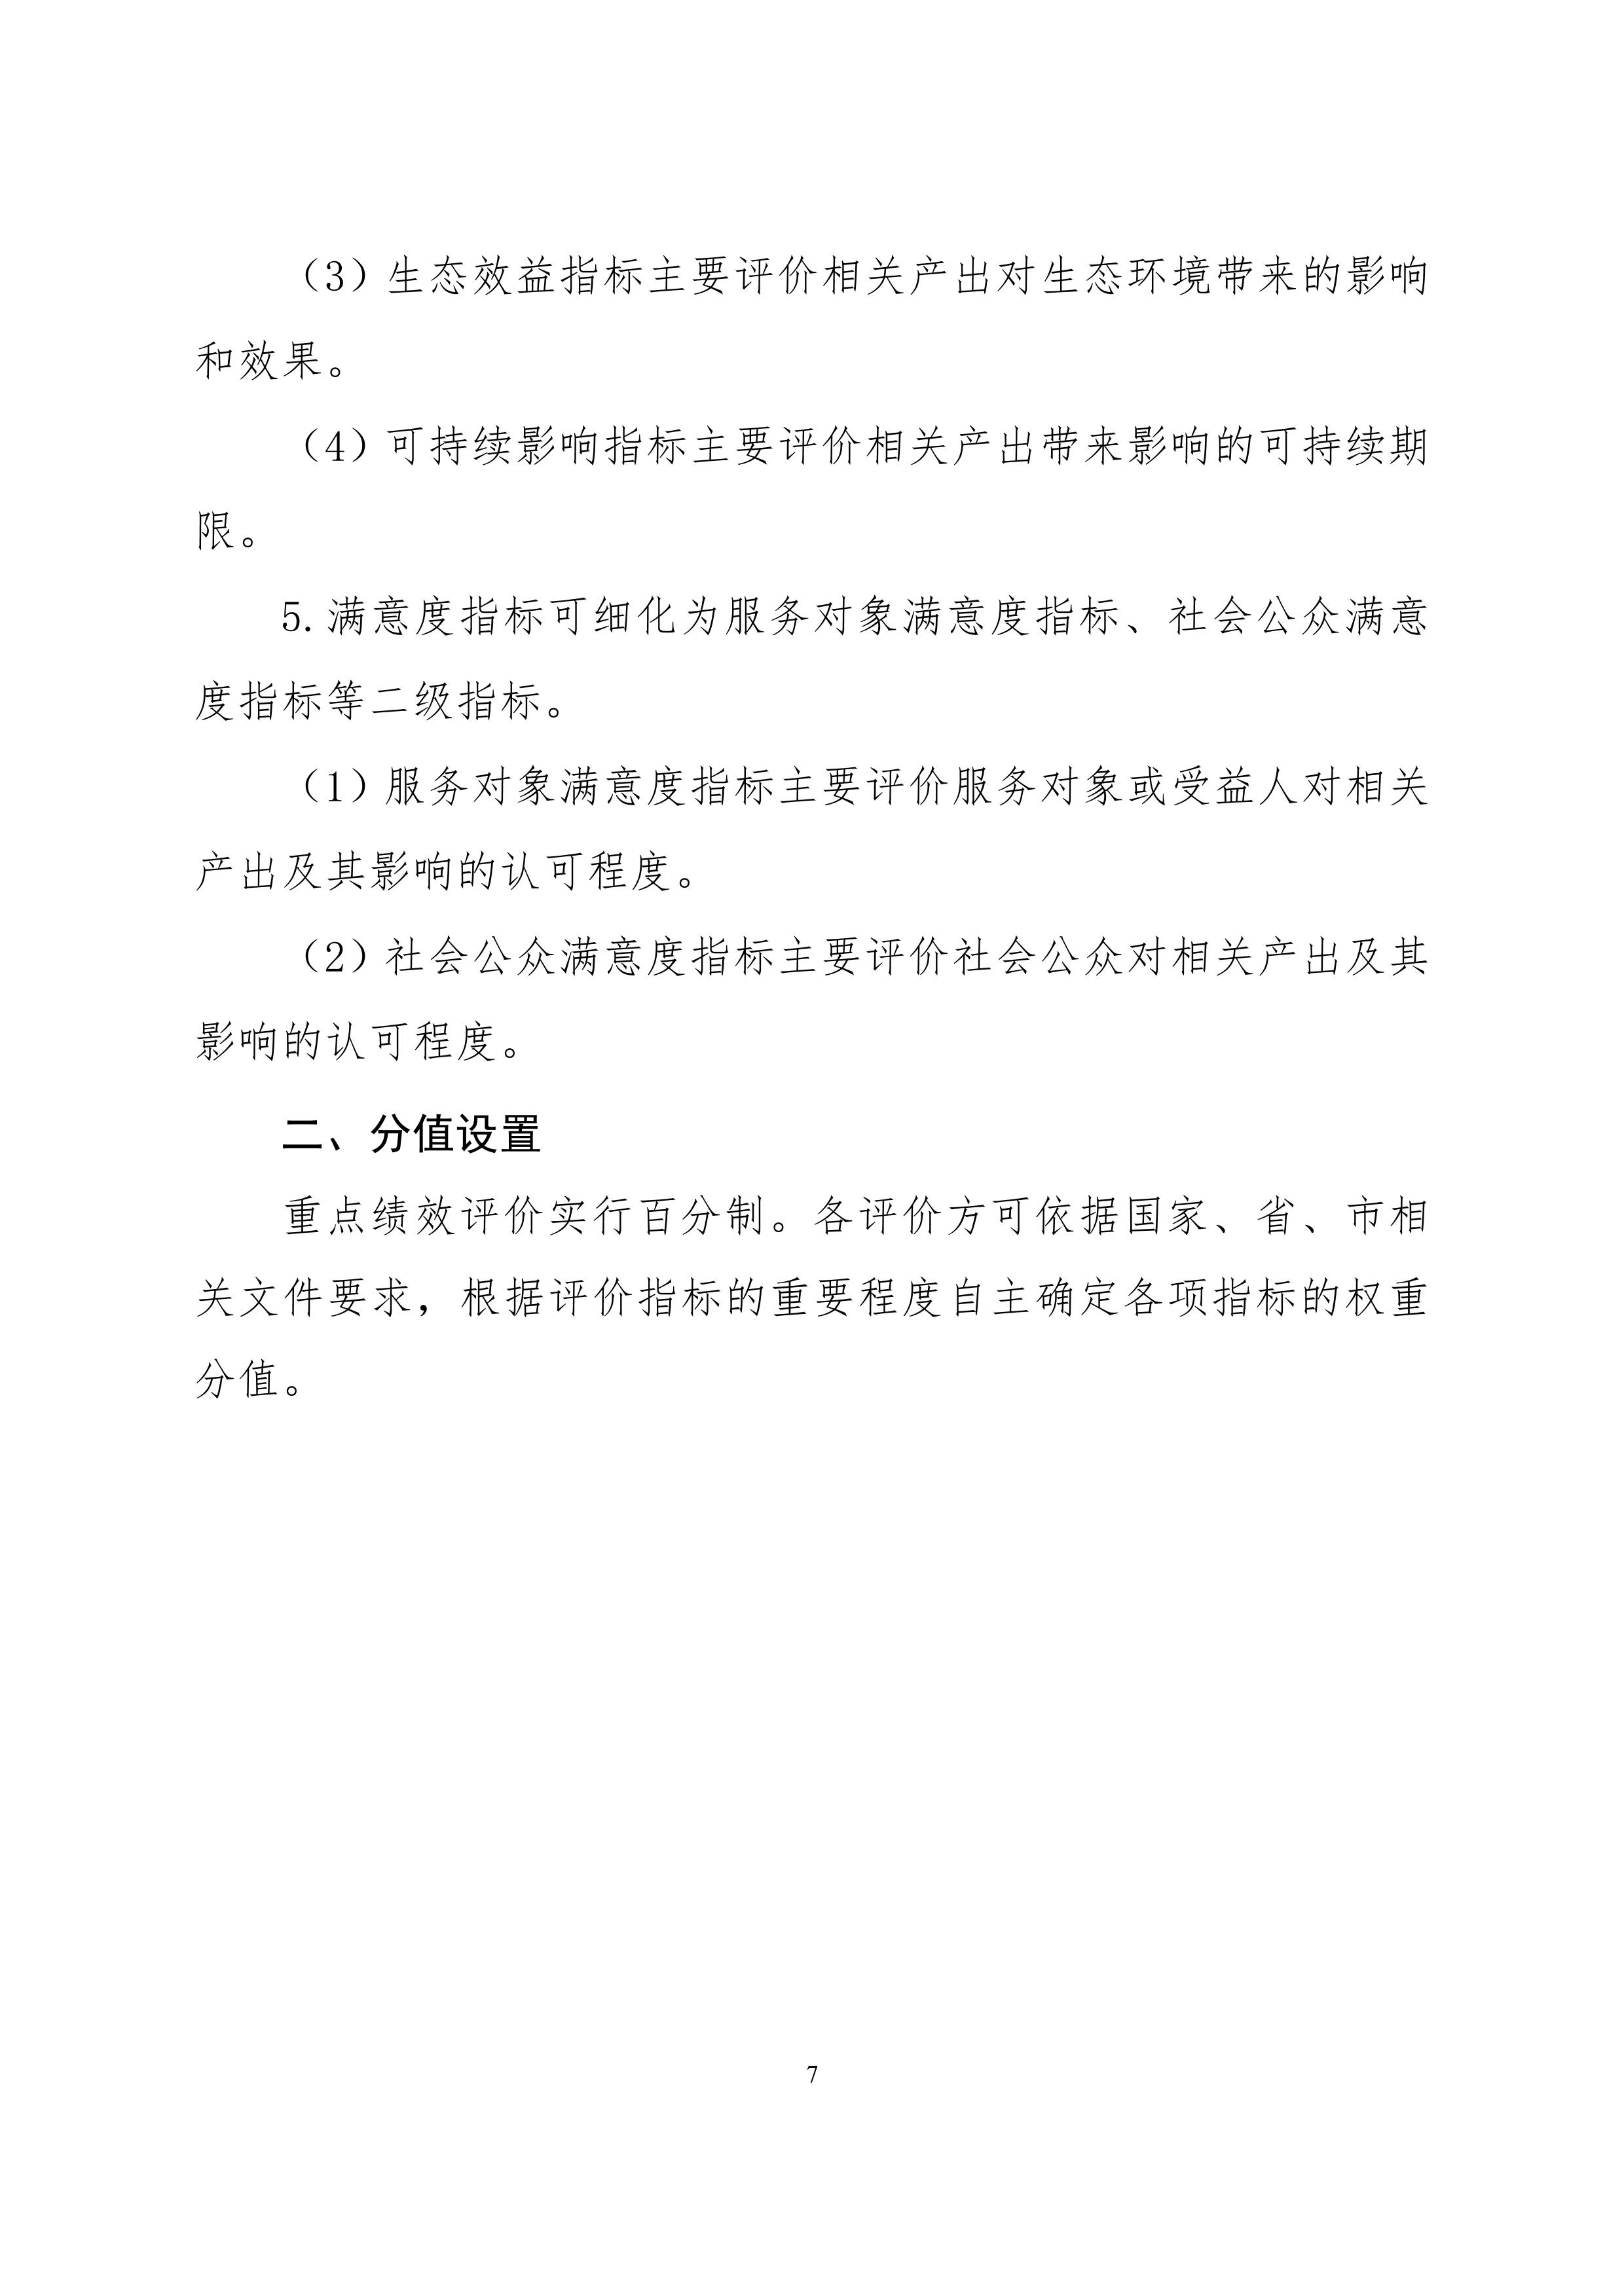 （3）生态效益指标主要评价相关产出对生态环境带来的影响
和效果。
（4）可持续影响指标主要评价相关产出带来影响的可持续期
限。
5.满意度指标可细化为服务对象满意度指标、社会公众满意
度指标等二级指标。
（1）服务对象满意度指标主要评价服务对象或受益人对相关
产出及其影响的认可程度。
（2）社会公众满意度指标主要评价社会公众对相关产出及其
影响的认可程度。
二、分值设置
重点绩效评价实行百分制。各评价方可依据国家、省、市相
关文件要求，根据评价指标的重要程度自主确定各项指标的权重
分值。
7